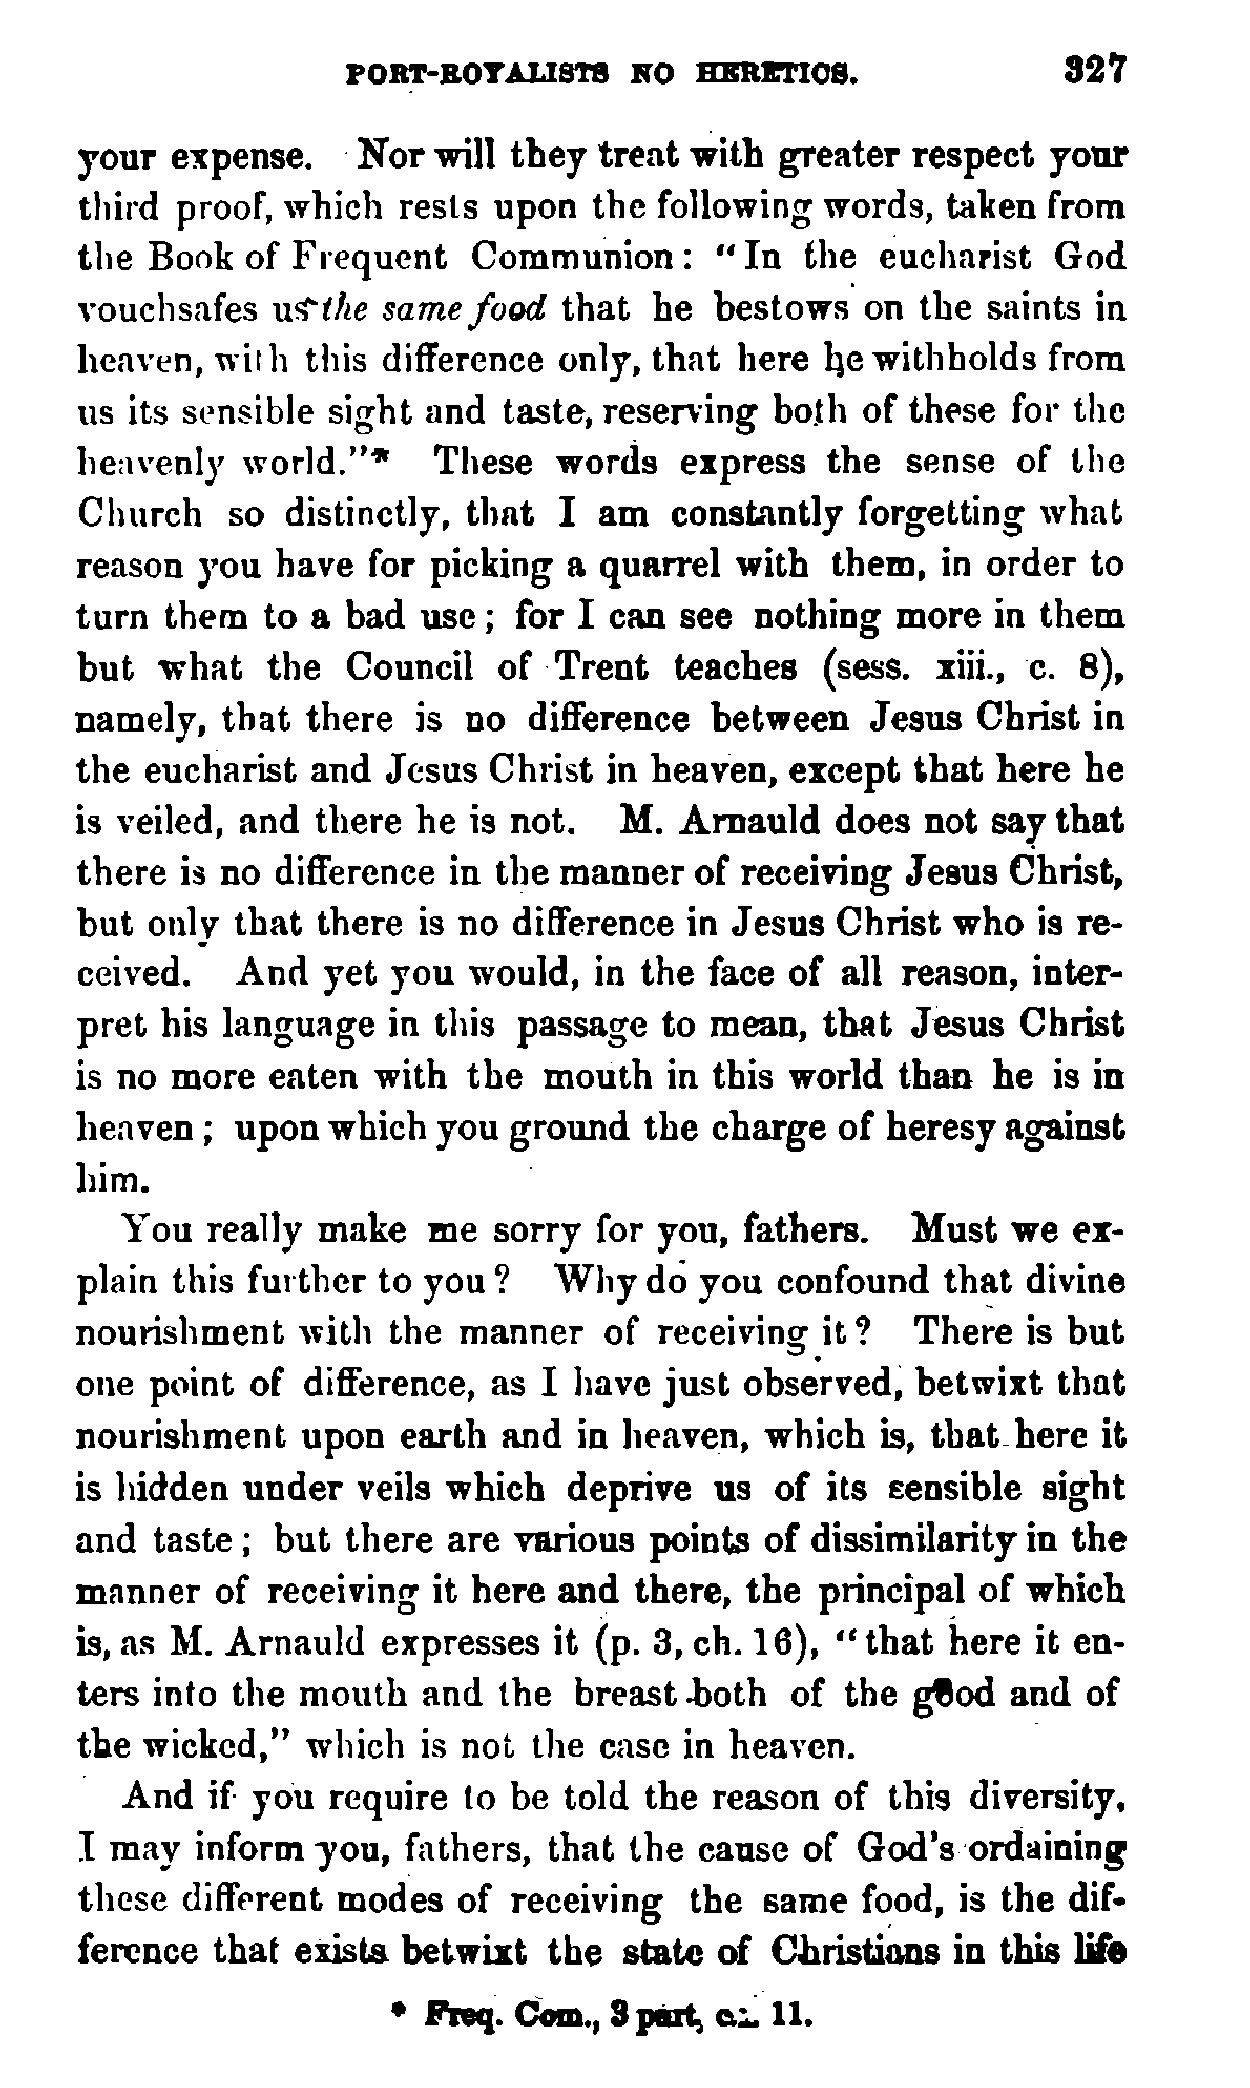 PORT-ROYALISTS NO HERETICS. 327
your expense. Nor will they treat with greater respect your
third proof, which rests upon the following words, taken from
the Book of Frequent Communion: "In the eucharist God
vouchsafes us the same food that he bestows on the saints in
heaven, with this difference only, that here he withholds from
us its sensible sight and taste, reserving both of these for the
heavenly world."* These words express the sense of the
Church so distinctly, that I am constantly forgetting what
reason you have for picking a quarrel with them, in order to
turn them to a bad use; for I can see nothing more in them
but what the Council of Trent teaches (sess. xiii., c. 8),
namely, that there is no difference between Jesus Christ in
the eucharist and Jesus Christ in heaven, except that here he
is veiled, and there he is not. M. Arnauld does not say that
there is no difference in the manner of receiving Jesus Christ,
but only that there is no difference in Jesus Christ who is re-
ceived. And yet you would, in the face of all reason, inter-
pret his language in this passage to mean, that Jesus Christ
is no more eaten with the mouth in this world than he is in
heaven; upon which you ground the charge of heresy against
him.
You really make me sorry for you, fathers. Must we ex-
plain this further to you? Why do you confound that divine
nourishment with the manner of receiving it? There is but
one point of difference, as I have just observed, betwixt that
nourishment upon earth and in heaven, which is, that here it
is hidden under veils which deprive us of its sensible sight
and taste; but there are various points of dissimilarity in the
manner of receiving it here and there, the principal of which
is, as M. Arnauld expresses it (p. 3, ch. 16), "that here it en-
ters into the mouth and the breast both of the good and of
the wicked," which is not the case in heaven.
And if you require to be told the reason of this diversity,
I may inform you, fathers, that the cause of God's ordaining
these different modes of receiving the same food, is the dif-
ference that exists betwixt the state of Christians in this life
* Freq. Com., 3 part, c. 11.